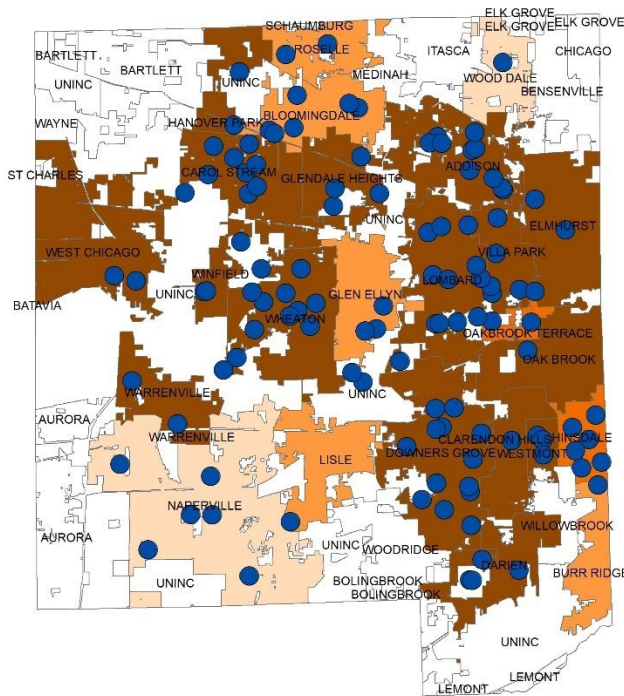 ELK GROVE
SCHAUMBURG
ELK GROVE
ELK GROVE
ROSELLE
BARTLETT
ITASCA
CHICAGO
BARTLETT
MEDINAH
UNINC
WOOD DALE
UNINC
BENSENVILLE
BLOOMINGDALE
WAYNE
HANOVER PARK
ADDISON
ST CHARLES
CAROL STREAM
GLENDALE HEIGHTS
UNINC
ELMHURST
WEST CHICAGO
VILLA PARK
WINFIELD
LOMBARD
UNINC
GLEN ELLYN
BATAVIA
WHEATON
OAKBROOK TERRACE
OAK BROOK
WARRENVILLE
UNINC
AURORA
WARRENVILLE
CLARENDON HILLS
HINSDALE
LISLE
DOWNERS GROVE
WESTMONT
NAPERVILLE
WILLOWBROOK
AURORA
UNINC
WOODRIDGE
DARIEN
UNINC
BOLINGBROOK
BURR RIDGE
BOLINGBROOK
UNINC
LEMONT
LEMONT